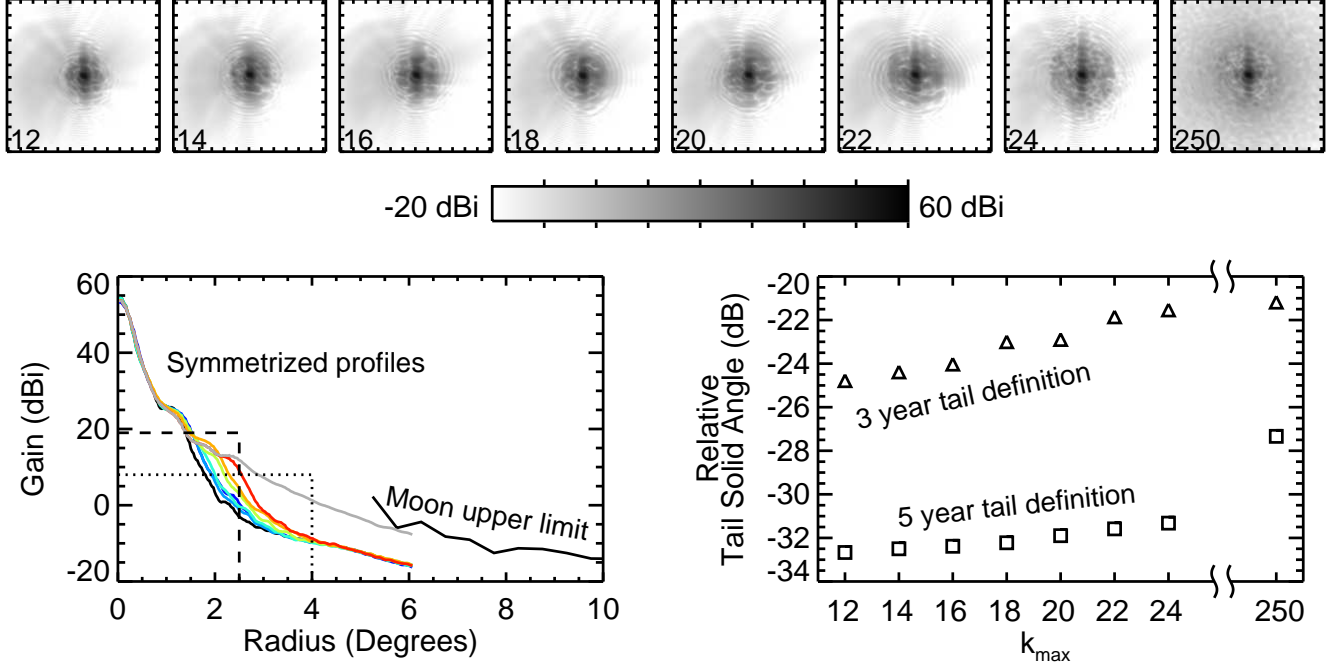 12 14 16 18 20 22 24 250
-20 dBi 60 dBi
60
40
20
0
-20
Gain (dBi)
Symmetrized profiles
Moon upper limit
0 2 4 6 8 10
Radius (Degrees)
-20
-22
-24
-26
-28
-30
-32
-34
Relative
Tail Solid Angle (dB)
3 year tail definition
5 year tail definition
12 14 16 18 20 22 24 250
kmax